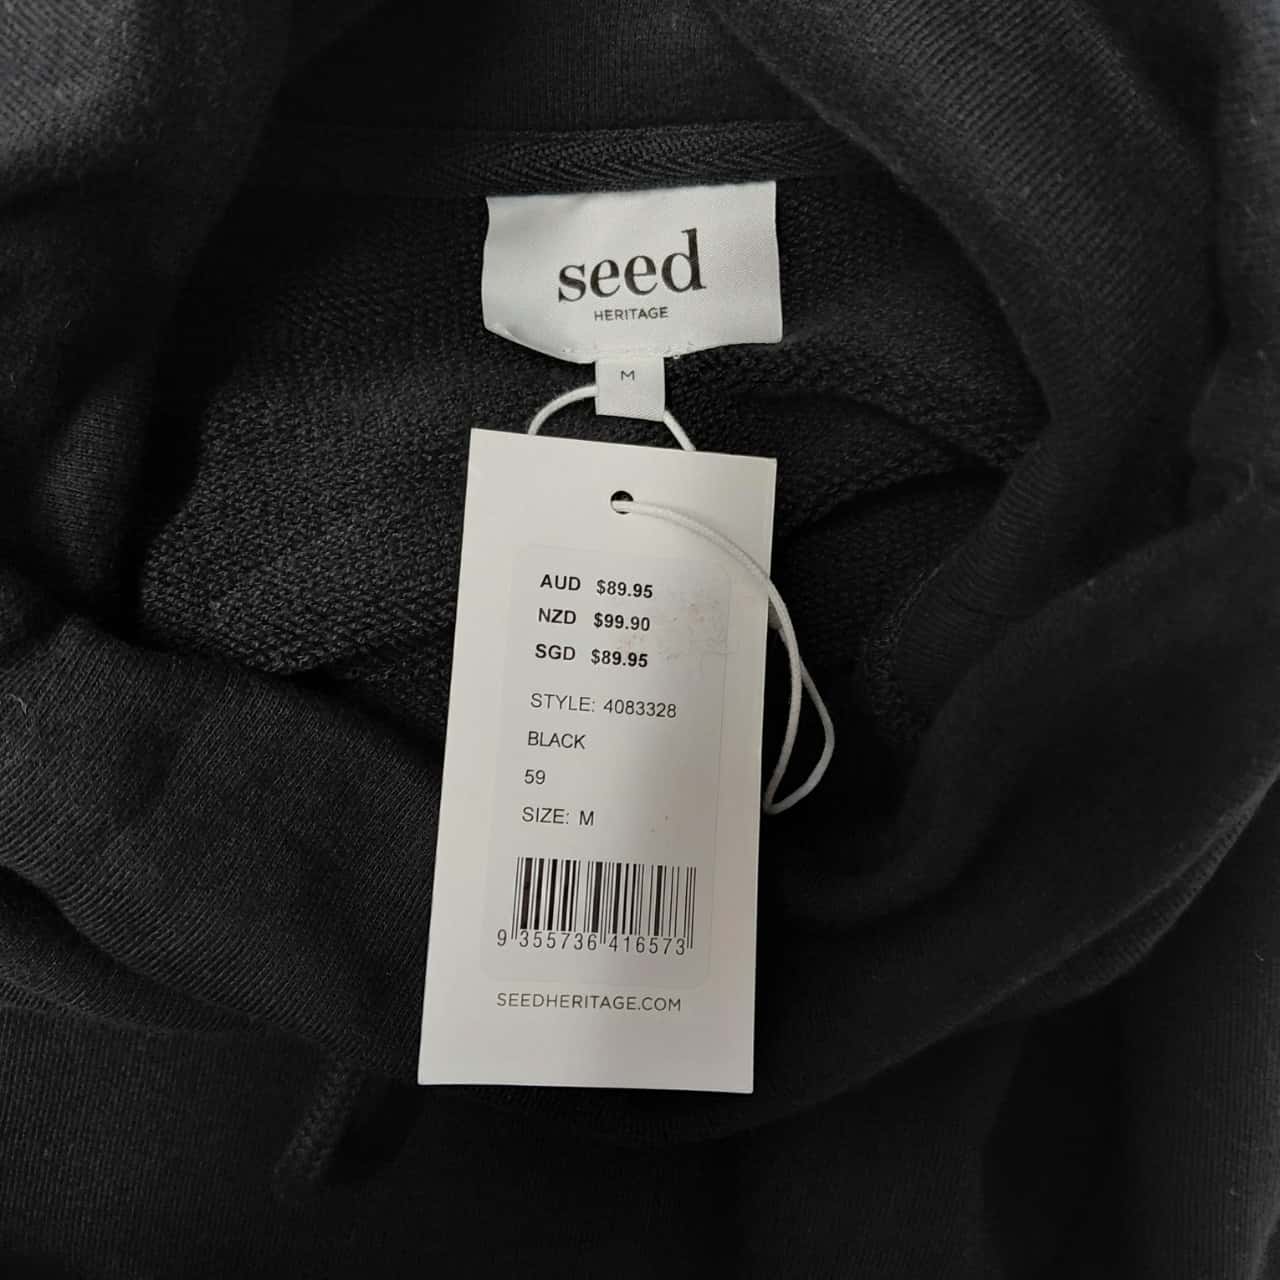 seed
HERITAGE
M
AUD $89.95
NZD $99.90
SGD $89.95
STYLE: 4083328
BLACK
59
SIZE: M
9 355736 416573
SEEDHERITAGE.COM